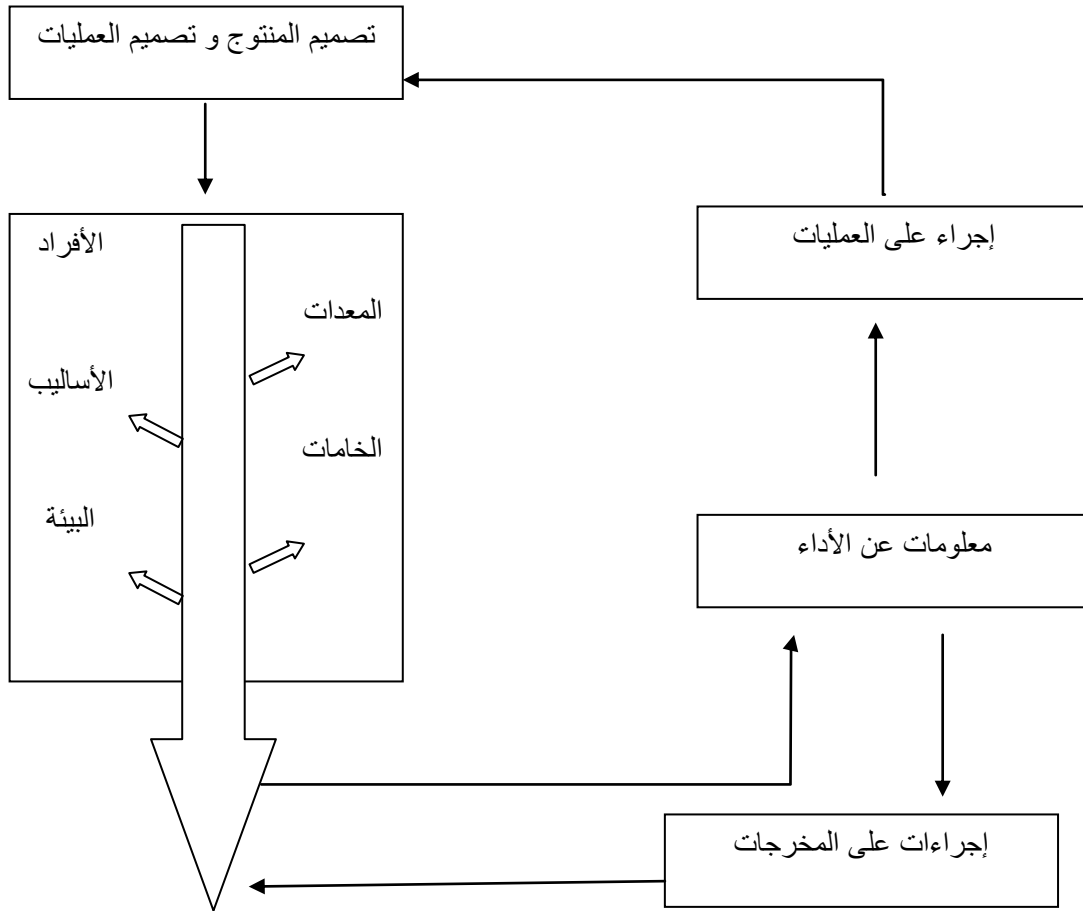 تصميم المنتوج و تصميم العمليات
إجراء على العمليات
الأفراد
المعدات
الأساليب
الخامات
البيئة
معلومات عن الأداء
إجراءات على المخرجات